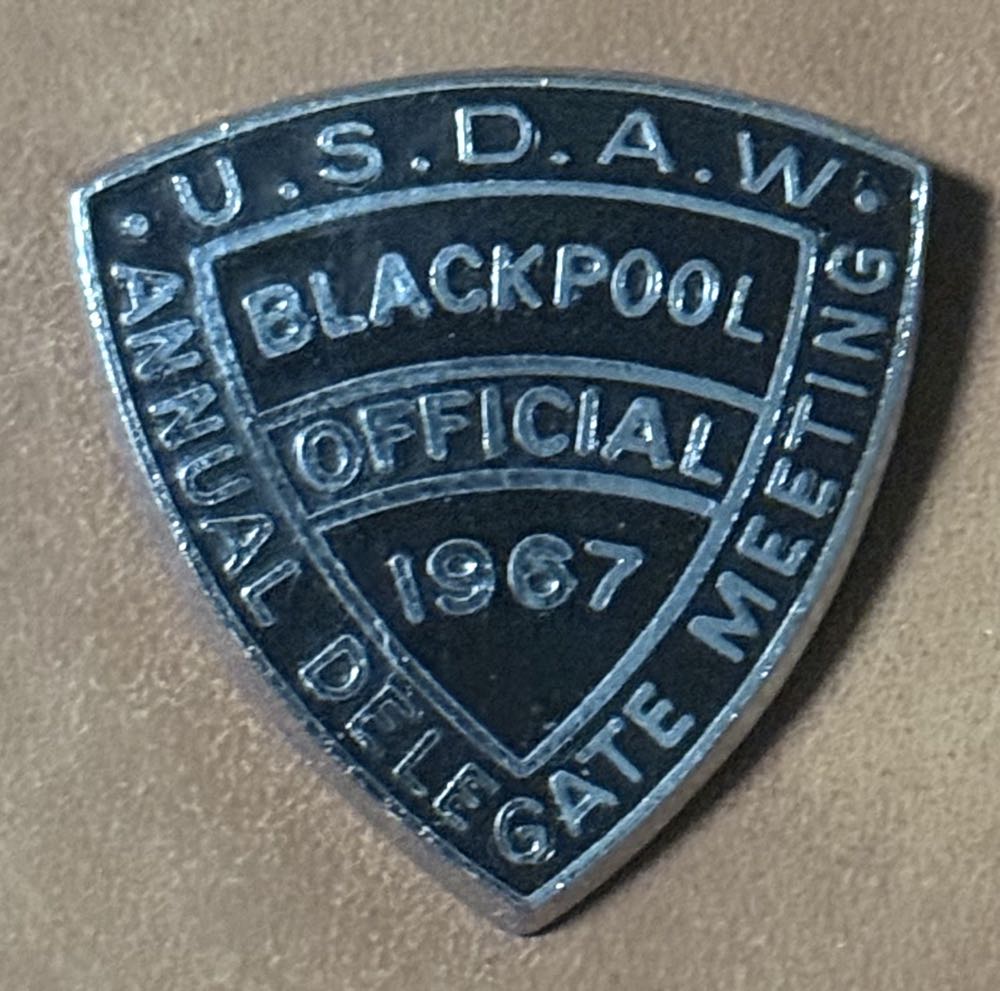 · U.S.D.A.W ·
BLACKPOOL
OFFICIAL
1967
ANNUAL DELEGATE MEETING